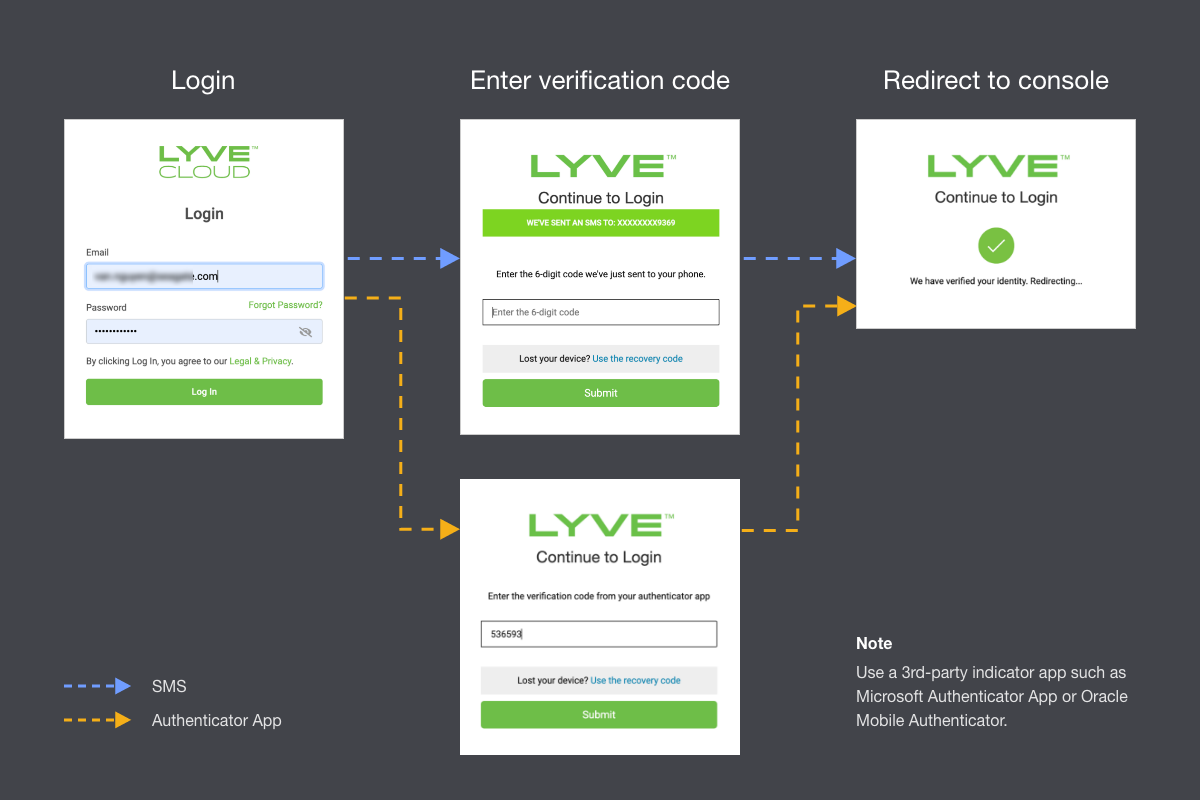 Login
Enter verification code
Redirect to console
LYVE™
CLOUD
Login
Email
.com
Password
Forgot Password?
••••••••••••
By clicking Log In, you agree to our Legal & Privacy.
Log In
LYVE™
Continue to Login
WE'VE SENT AN SMS TO: XXXXXXXX9369
Enter the 6-digit code we've just sent to your phone.
Enter the 6-digit code
Lost your device? Use the recovery code
Submit
LYVE™
Continue to Login
We have verified your identity. Redirecting...
LYVE™
Continue to Login
Enter the verification code from your authenticator app
536593
Lost your device? Use the recovery code
Submit
SMS
Authenticator App
Note
Use a 3rd-party indicator app such as
Microsoft Authenticator App or Oracle
Mobile Authenticator.